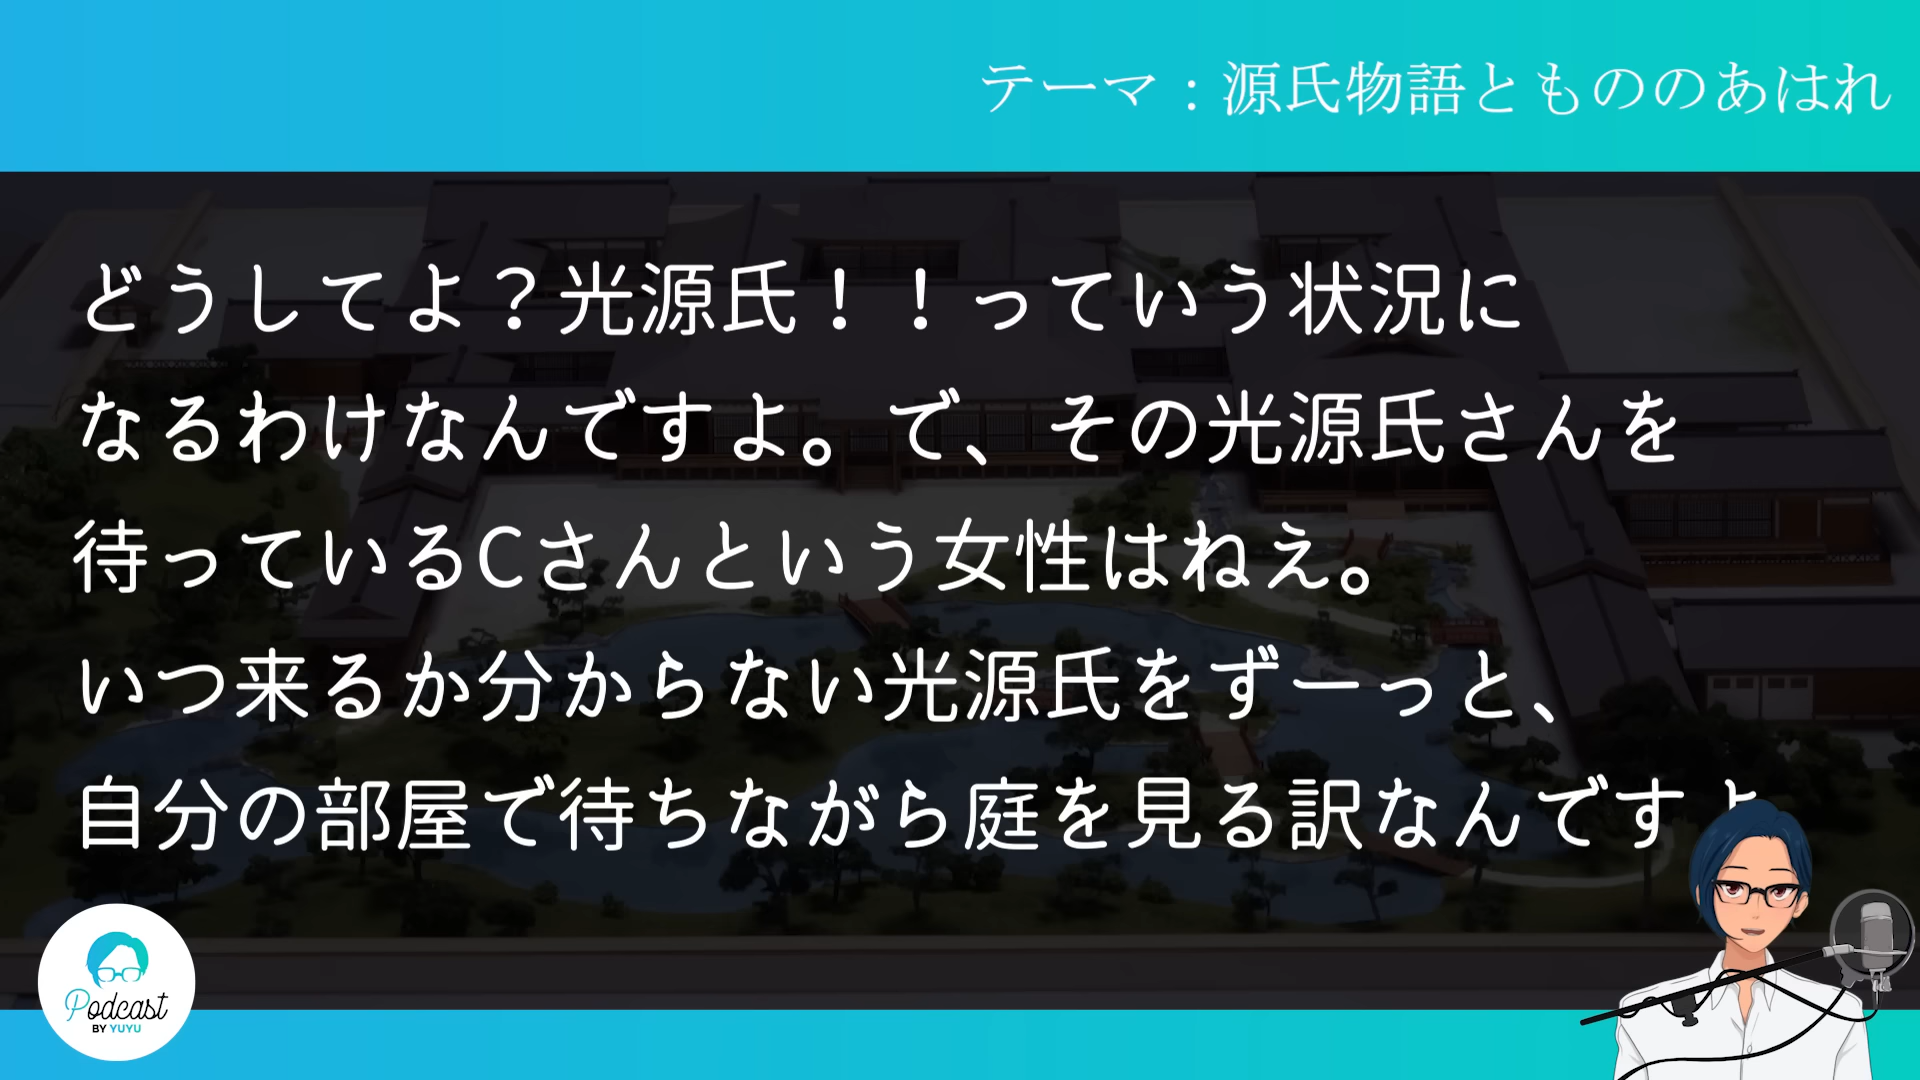 テーマ：源氏物語ともののあはれ
どうしてよ？光源氏！！っていう状況に
なるわけなんですよ。で、その光源氏さんを
待っているCさんという女性はねえ。
いつ来るか分からない光源氏をずーっと、
自分の部屋で待ちながら庭を見る訳なんですよ
Podcast
BY YUYU